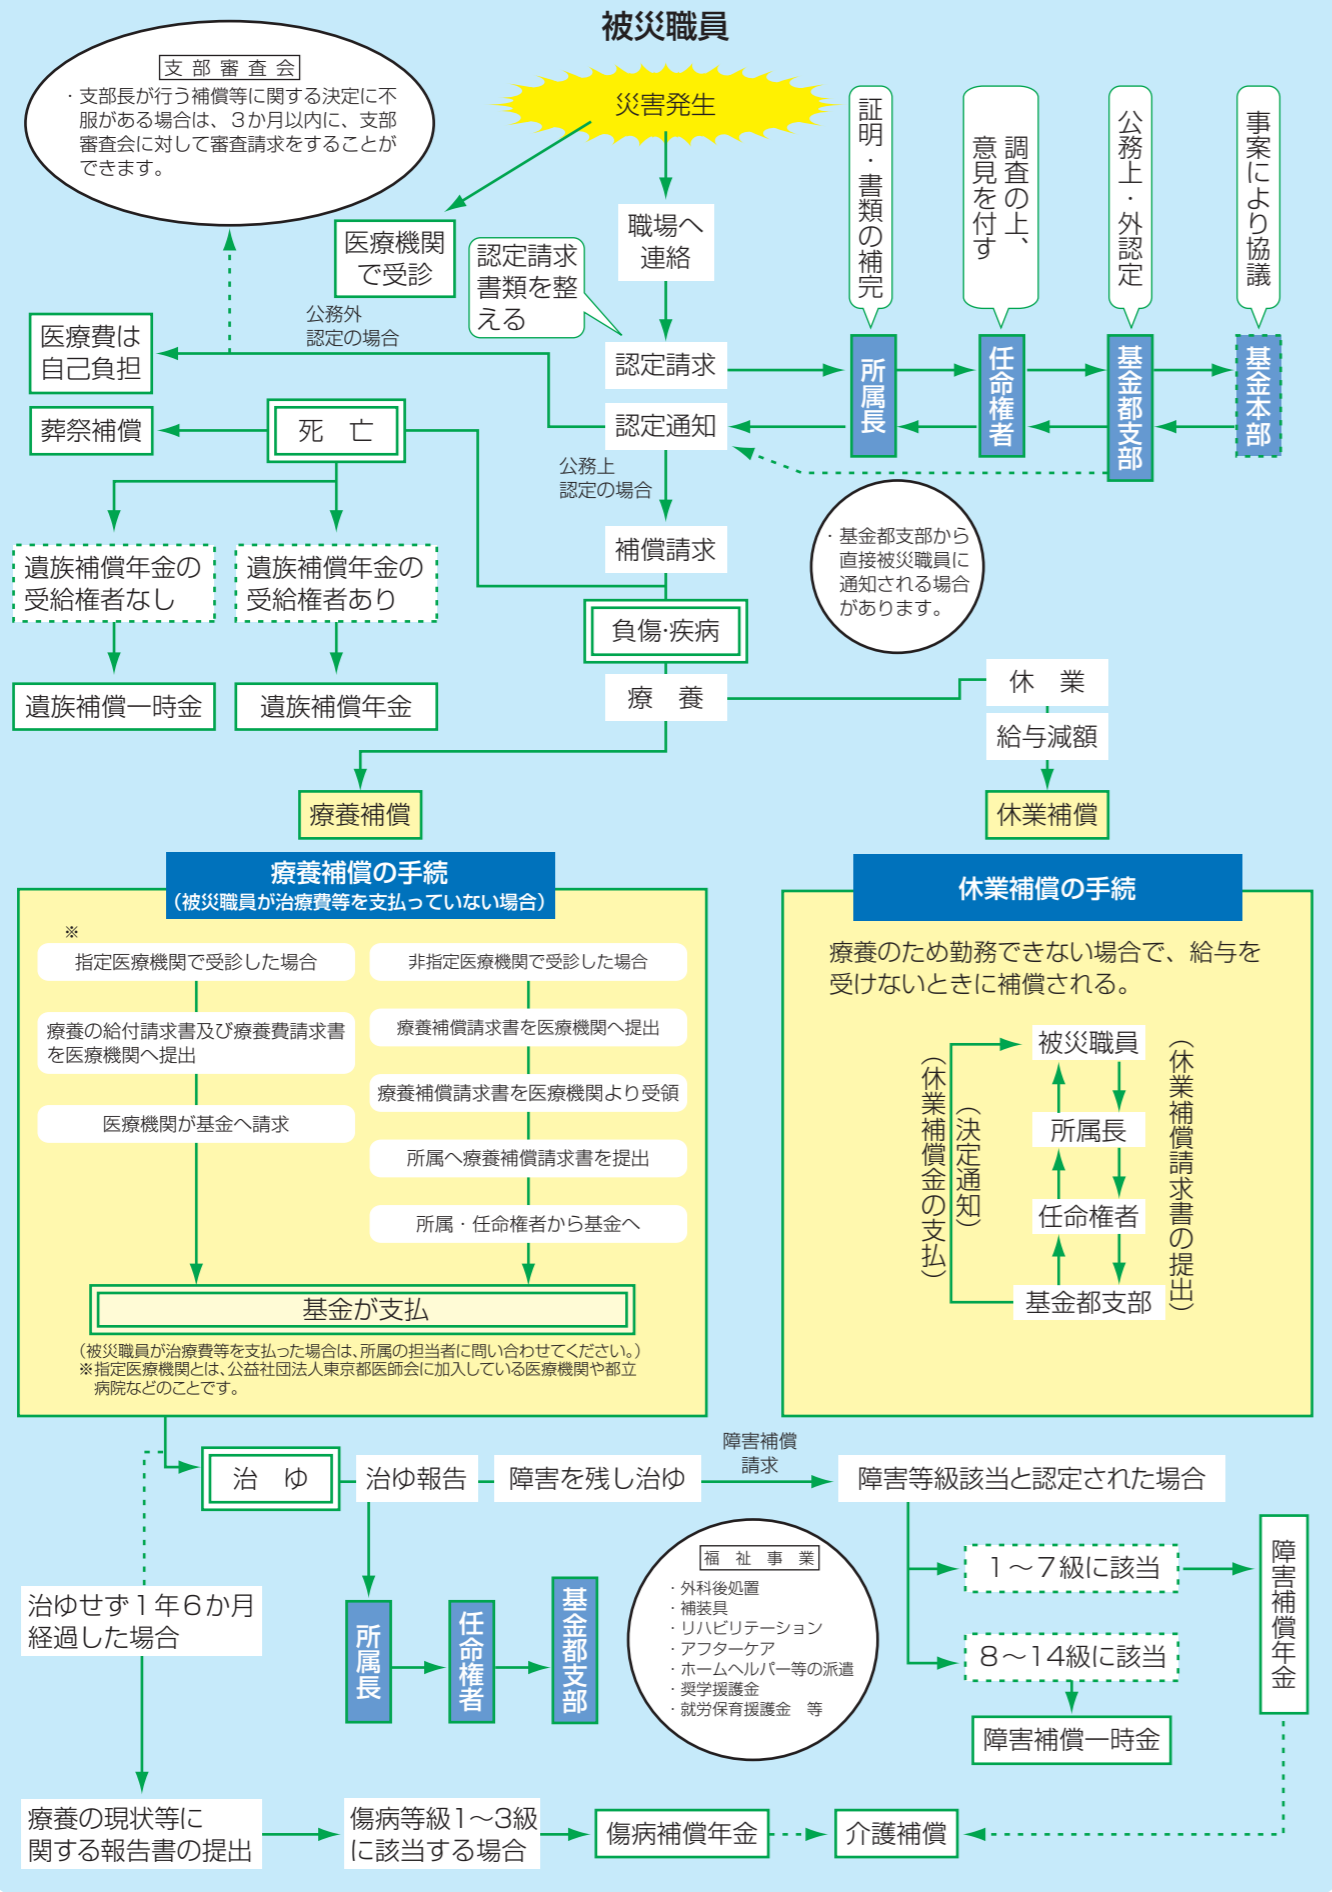 被災職員
支部審査会
・支部長が行う補償等に関する決定に不
服がある場合は、３か月以内に、支部
審査会に対して審査請求をすることが
できます。
災害発生
医療機関
で受診
職場へ
連絡
認定請求
書類を整
える
証明・書類の補完
調査の上、
意見を付す
公務上・外認定
事案により協議
公務外
認定の場合
医療費は
自己負担
認定請求
所属長
任命権者
基金都支部
基金本部
認定通知
葬祭補償
死　亡
公務上
認定の場合
・基金都支部から
直接被災職員に
通知される場合
があります。
補償請求
遺族補償年金の
受給権者なし
遺族補償年金の
受給権者あり
負傷・疾病
遺族補償一時金
遺族補償年金
療　養
休　業
給与減額
療養補償
休業補償
療養補償の手続
（被災職員が治療費等を支払っていない場合）
※
指定医療機関で受診した場合
療養の給付請求書及び療養費請求書
を医療機関へ提出
医療機関が基金へ請求
非指定医療機関で受診した場合
療養補償請求書を医療機関へ提出
療養補償請求書を医療機関より受領
所属へ療養補償請求書を提出
所属・任命権者から基金へ
基金が支払
（被災職員が治療費等を支払った場合は、所属の担当者に問い合わせてください。）
※指定医療機関とは、公益社団法人東京都医師会に加入している医療機関や都立
病院などのことです。
休業補償の手続
療養のため勤務できない場合で、給与を
受けないときに補償される。
被災職員
所属長
任命権者
基金都支部
（休業補償請求書の提出）
（決定通知）
（休業補償金の支払）
治　ゆ
治ゆ報告
障害を残し治ゆ
障害補償
請求
障害等級該当と認定された場合
所属長
任命権者
基金都支部
福祉事業
・外科後処置
・補装具
・リハビリテーション
・アフターケア
・ホームヘルパー等の派遣
・奨学援護金
・就労保育援護金　等
１～７級に該当
８～14級に該当
障害補償年金
障害補償一時金
治ゆせず１年６か月
経過した場合
療養の現状等に
関する報告書の提出
傷病等級１～３級
に該当する場合
傷病補償年金
介護補償